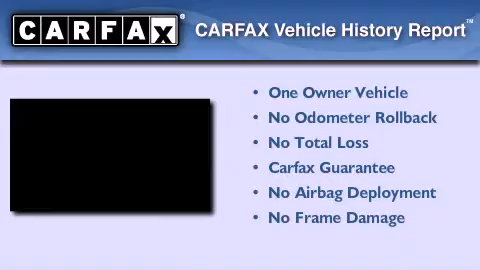 CARFAX® CARFAX Vehicle History Report™
• One Owner Vehicle
• No Odometer Rollback
• No Total Loss
• Carfax Guarantee
• No Airbag Deployment
• No Frame Damage